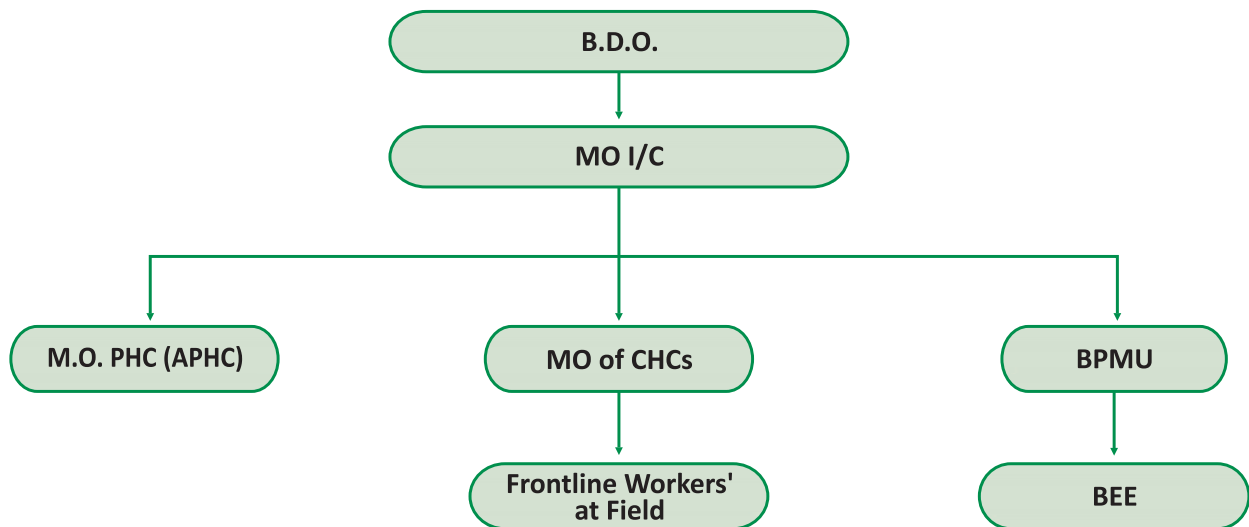 B.D.O.
MO I/C
M.O. PHC (APHC)
MO of CHCs
BPMU
Frontline Workers'
at Field
BEE